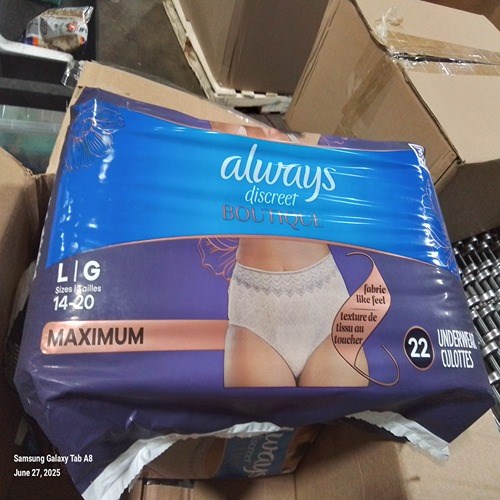 always
discreet
BOUTIQUE
L | G
Sizes | Tailles
14-20
MAXIMUM
fabric
like feel
texture de
tissu au
toucher
22
UNDERWEAR
CULOTTES
always
Samsung Galaxy Tab A8
June 27, 2025